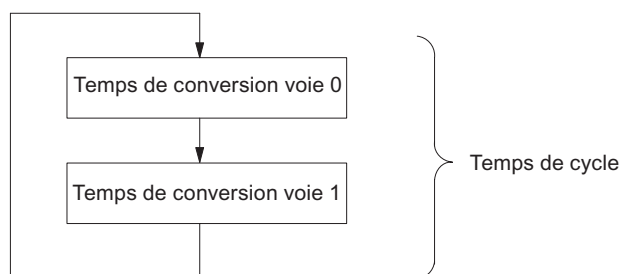 Temps de conversion voie 0
Temps de conversion voie 1
Temps de cycle